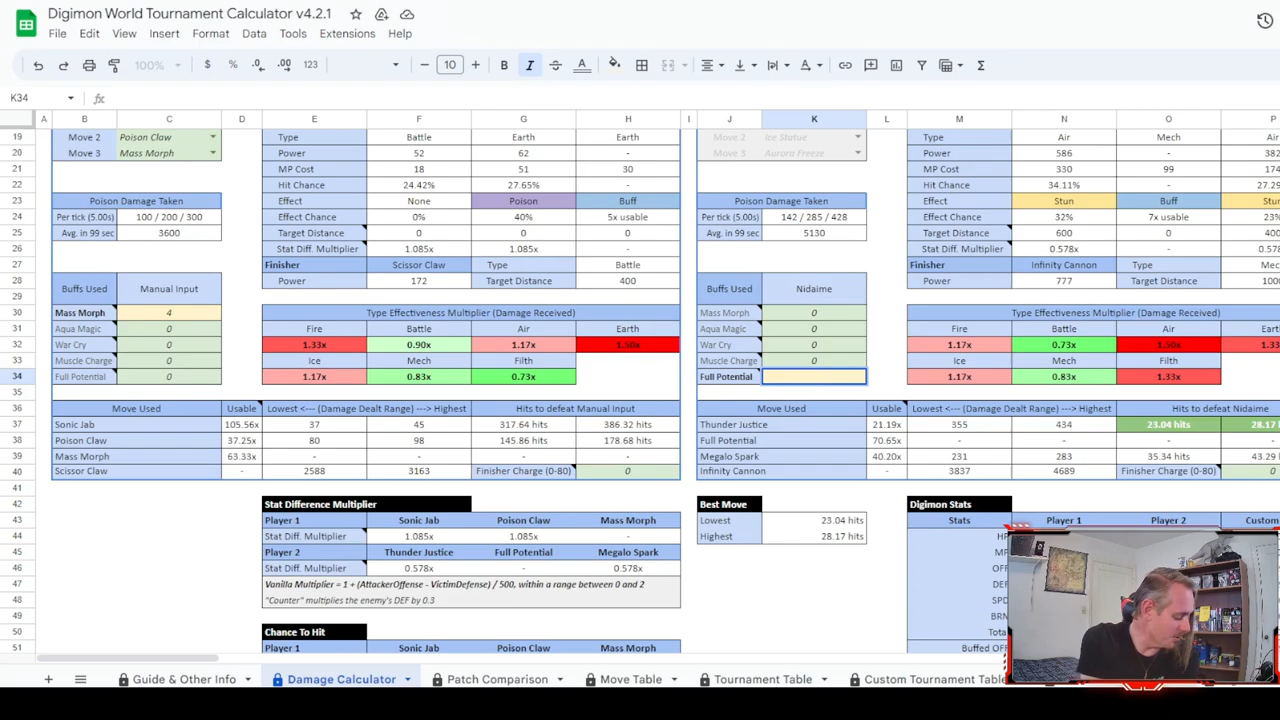 Digimon World Tournament Calculator v4.2.1
File Edit View Insert Format Data Tools Extensions Help
100% $ % .0 .00 123 10 B I A
K34 fx
A B C D E F G H I J K L M N O P
19 Move 2 Poison Claw Type Battle Earth Earth Move 2 Ice Statue Type Air Mech Air
20 Move 3 Mass Morph Power 52 62 - Move 3 Aurora Freeze Power 586 - 382
21 MP Cost 18 51 30 MP Cost 330 99
22 Hit Chance 24.42% 27.65% - Hit Chance 34.11% - 27.29
23 Poison Damage Taken Effect None Poison Buff Poison Damage Taken Effect Stun Buff Stu
24 Per tick (5.00s) 100 / 200 / 300 Effect Chance 0% 40% 5x usable Per tick (5.00s) 142 / 285 / 428 Effect Chance 32% 7x usable 23%
25 Avg. in 99 sec 3600 Target Distance 0 0 0 Avg. in 99 sec 5130 Target Distance 600 0 400
26 Stat Diff. Multiplier 1.085x 1.085x - Stat Diff. Multiplier 0.578x - 0.578
27 Finisher Scissor Claw Type Battle Finisher Infinity Cannon Type Mec
28 Buffs Used Manual Input Power 172 Target Distance 400 Buffs Used Nidaime Power 777 Target Distance 1000
29
30 Mass Morph 4 Type Effectiveness Multiplier (Damage Received) Mass Morph 0 Type Effectiveness Multiplier (Damage Received)
31 Aqua Magic 0 Fire Battle Air Earth Aqua Magic 0 Fire Battle Air Earth
32 War Cry 0 1.33x 0.90x 1.17x 1.50x War Cry 0 1.17x 0.73x 1.50x 1.33
33 Muscle Charge 0 Ice Mech Filth Muscle Charge 0 Ice Mech Filth
34 Full Potential 0 1.17x 0.83x 0.73x Full Potential 1.17x 0.83x 1.33x
35
36 Move Used Usable Lowest <--- (Damage Dealt Range) ---> Highest Hits to defeat Manual Input Move Used Usable Lowest <--- (Damage Dealt Range) ---> Highest Hits to defeat Nidaime
37 Sonic Jab 105.56x 37 45 317.64 hits 386.32 hits Thunder Justice 21.19x 355 434 23.04 hits 28.17 h
38 Poison Claw 37.25x 80 98 145.86 hits 178.68 hits Full Potential 70.65x - - - -
39 Mass Morph 63.33x - - - - Megalo Spark 40.20x 231 283 35.34 hits 43.29 h
40 Scissor Claw - 2588 3163 Finisher Charge (0-80) 0 Infinity Cannon - 3837 4689 Finisher Charge (0-80) 0
41
42 Stat Difference Multiplier Best Move Digimon Stats
43 Player 1 Sonic Jab Poison Claw Mass Morph Lowest 23.04 hits Stats Player 1 Player 2 Custom
44 Stat Diff. Multiplier 1.085x 1.085x - Highest 28.17 hits HP
45 Player 2 Thunder Justice Full Potential Megalo Spark MP
46 Stat Diff. Multiplier 0.578x - 0.578x OFF
47 Vanilla Multiplier = 1 + (AttackerOffense - VictimDefense) / 500, within a range between 0 and 2 DEF
48 "Counter" multiplies the enemy's DEF by 0.3 SPD
49 BRN
50 Chance To Hit Total
51 Player 1 Sonic Jab Poison Claw Mass Morph Buffed OFF
+ Guide & Other Info Damage Calculator Patch Comparison Move Table Tournament Table Custom Tournament Table